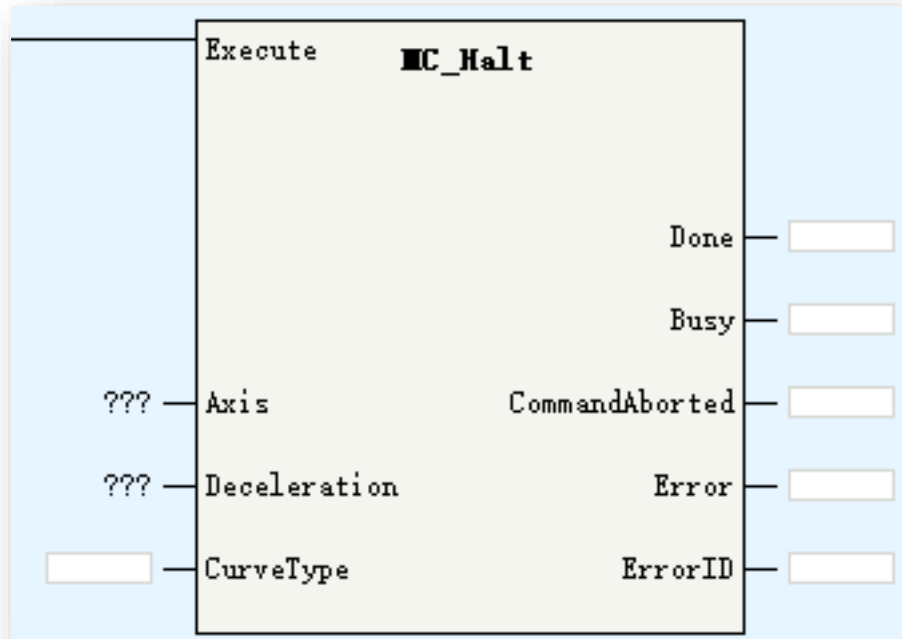 Execute MC_Halt
Done
Busy
??? Axis CommandAborted
??? Deceleration Error
CurveType ErrorID